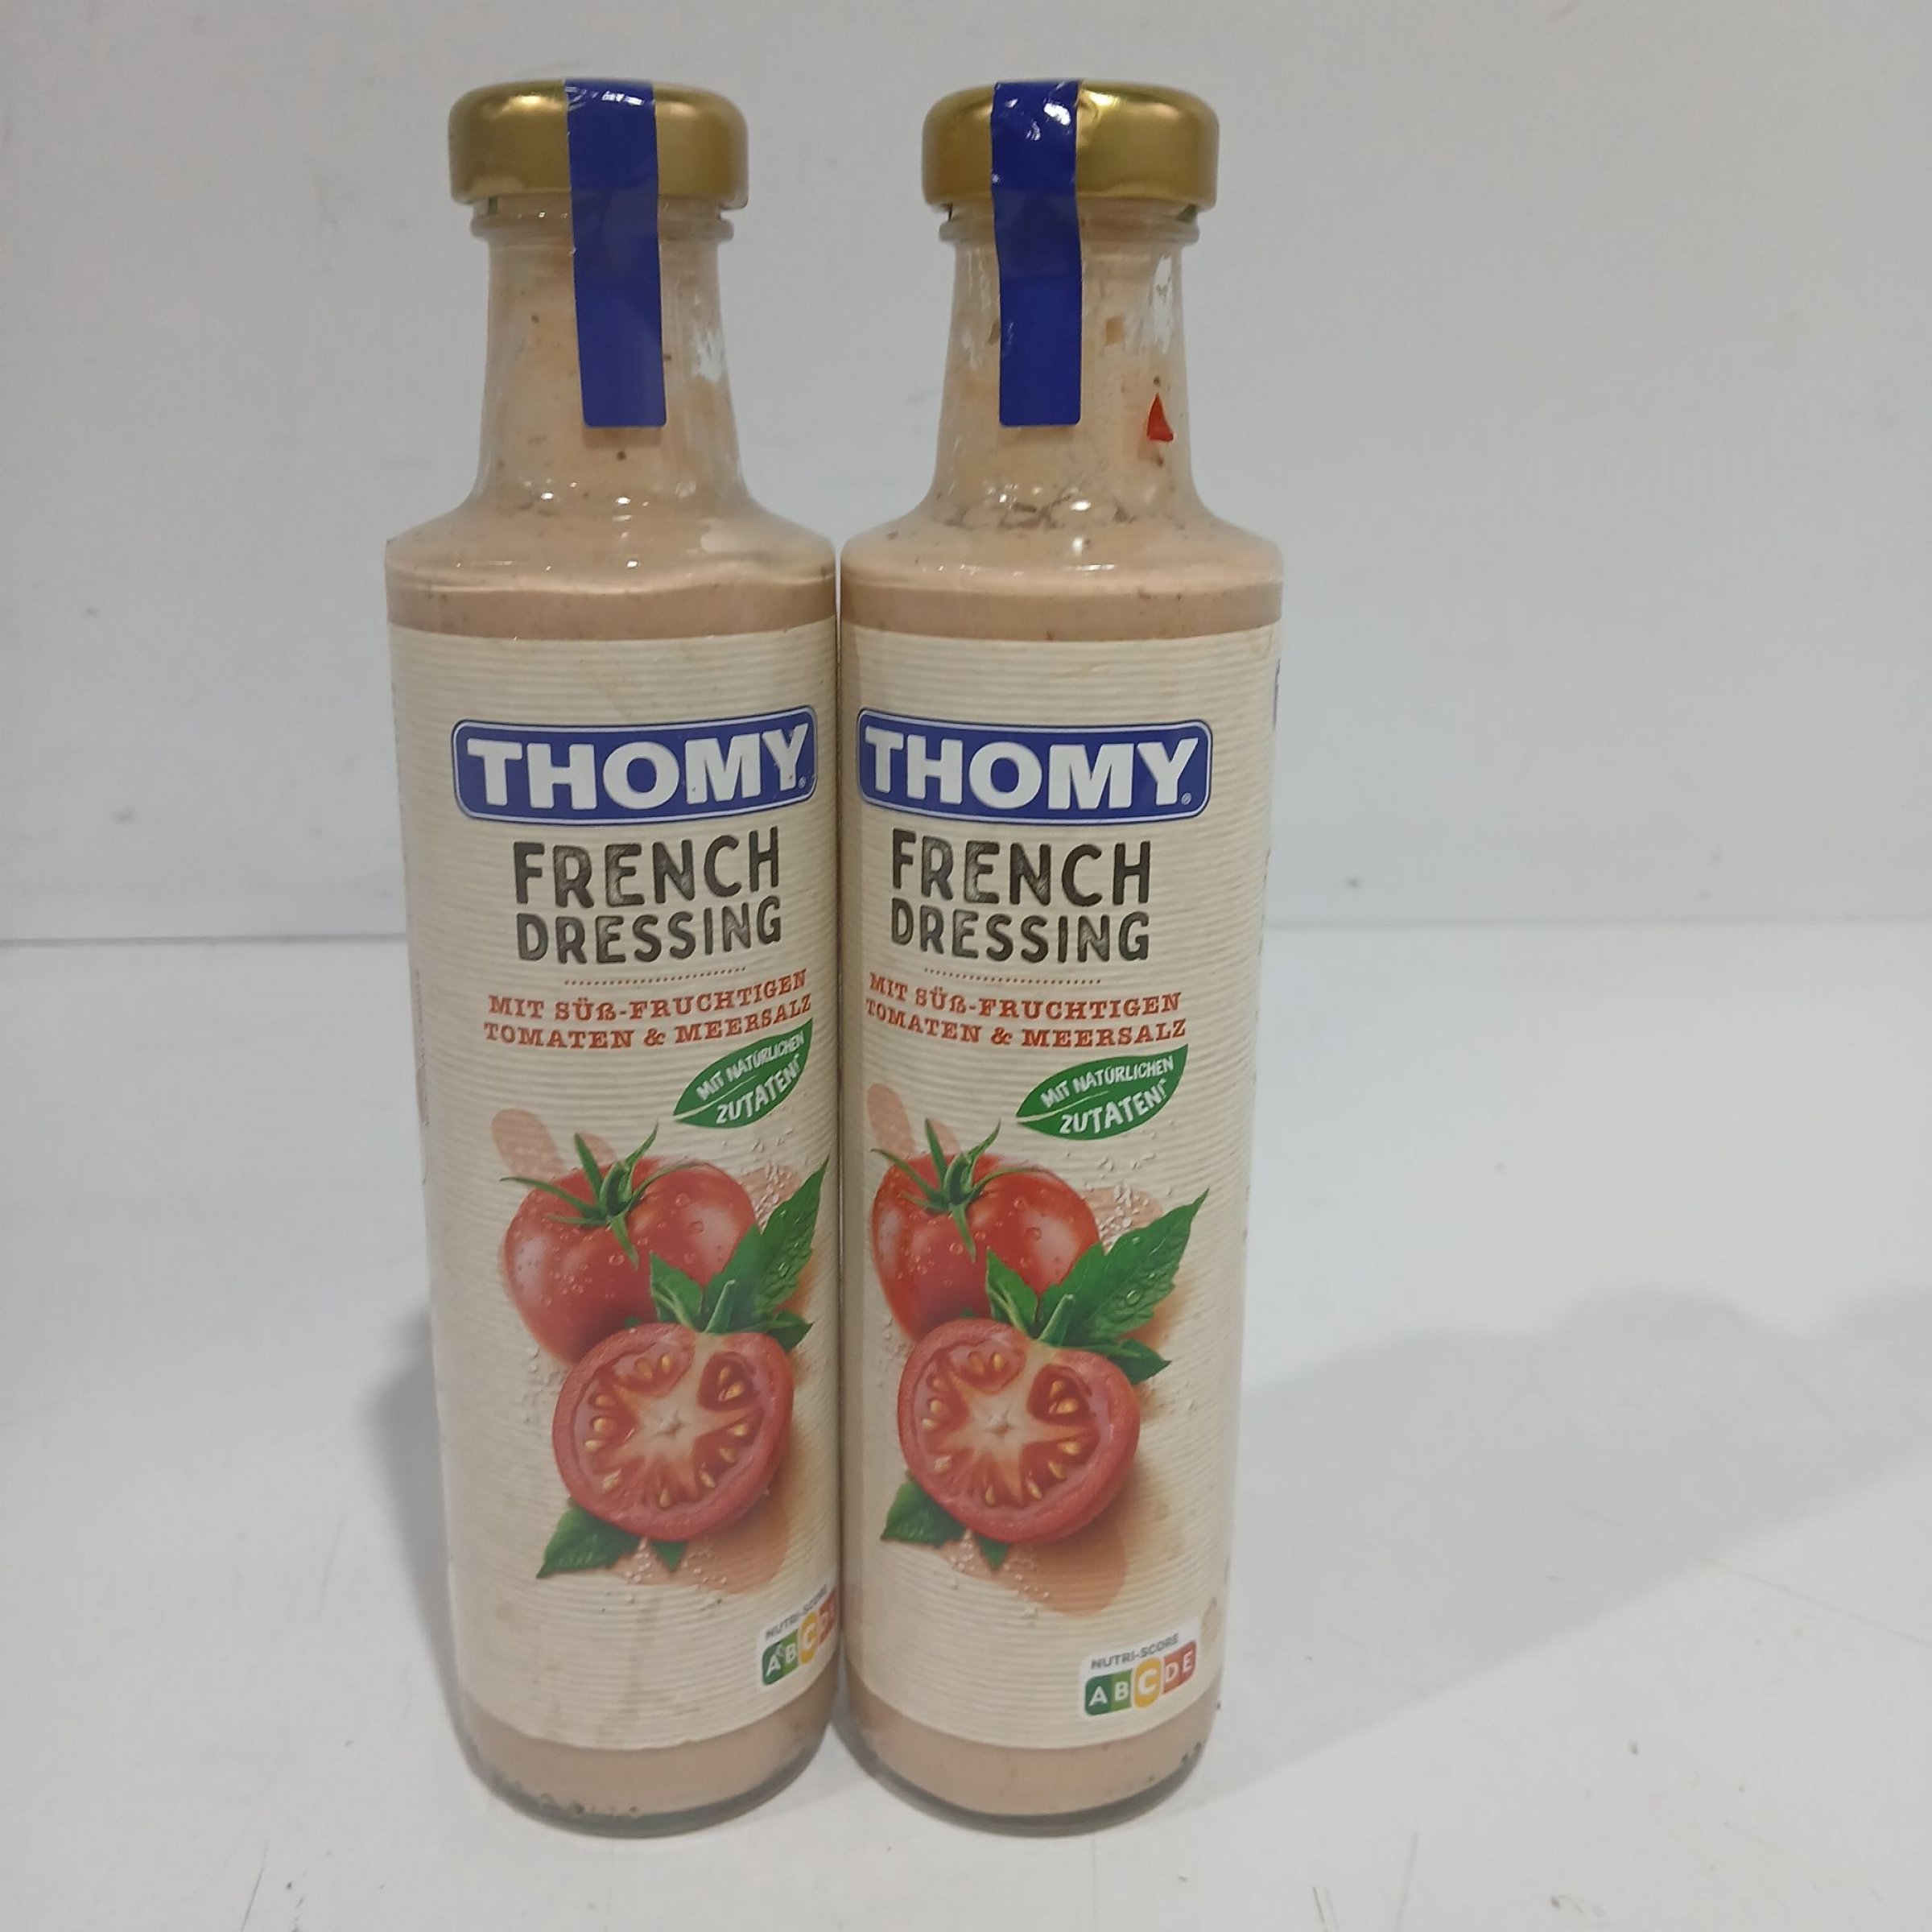 THOMY®
FRENCH
DRESSING
MIT SÜß-FRUCHTIGEN
TOMATEN & MEERSALZ
MIT NATÜRLICHEN
ZUTATEN!
NUTRI-SCORE
A B C D
THOMY®
FRENCH
DRESSING
MIT SÜß-FRUCHTIGEN
TOMATEN & MEERSALZ
MIT NATÜRLICHEN
ZUTATEN!
NUTRI-SCORE
A B C D E